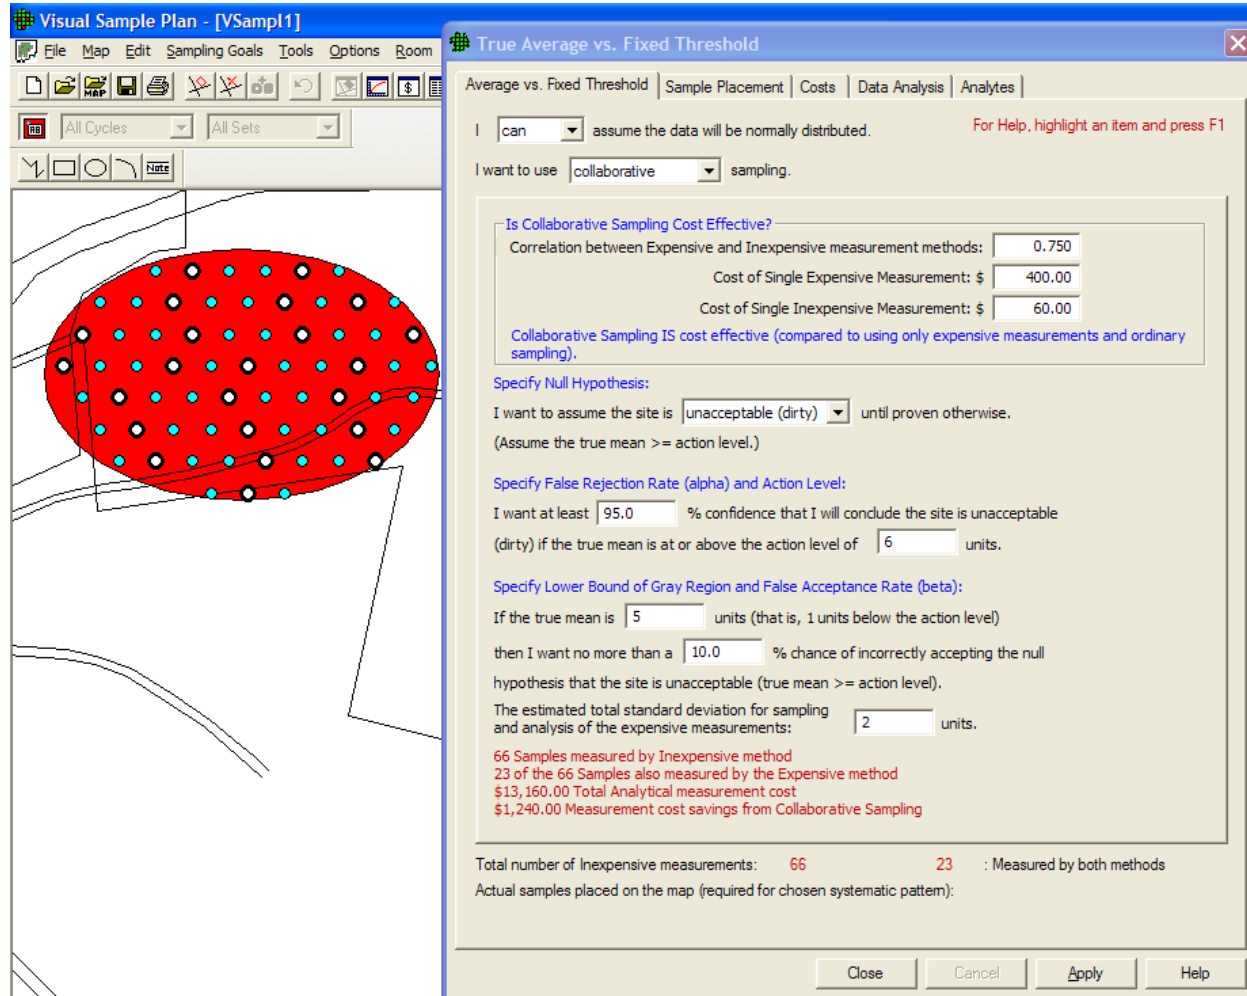 Visual Sample Plan - [VSampl1]
File Map Edit Sampling Goals Tools Options Room
MAP
$
All Cycles
All Sets
Note
True Average vs. Fixed Threshold
Average vs. Fixed Threshold Sample Placement Costs Data Analysis Analytes
I can assume the data will be normally distributed.
For Help, highlight an item and press F1
I want to use collaborative sampling.
Is Collaborative Sampling Cost Effective?
Correlation between Expensive and Inexpensive measurement methods: 0.750
Cost of Single Expensive Measurement: $ 400.00
Cost of Single Inexpensive Measurement: $ 60.00
Collaborative Sampling IS cost effective (compared to using only expensive measurements and ordinary
sampling).
Specify Null Hypothesis:
I want to assume the site is unacceptable (dirty) until proven otherwise.
(Assume the true mean >= action level.)
Specify False Rejection Rate (alpha) and Action Level:
I want at least 95.0 % confidence that I will conclude the site is unacceptable
(dirty) if the true mean is at or above the action level of 6 units.
Specify Lower Bound of Gray Region and False Acceptance Rate (beta):
If the true mean is 5 units (that is, 1 units below the action level)
then I want no more than a 10.0 % chance of incorrectly accepting the null
hypothesis that the site is unacceptable (true mean >= action level).
The estimated total standard deviation for sampling
and analysis of the expensive measurements: 2 units.
66 Samples measured by Inexpensive method
23 of the 66 Samples also measured by the Expensive method
$13,160.00 Total Analytical measurement cost
$1,240.00 Measurement cost savings from Collaborative Sampling
Total number of Inexpensive measurements: 66 23 : Measured by both methods
Actual samples placed on the map (required for chosen systematic pattern):
Close Cancel Apply Help